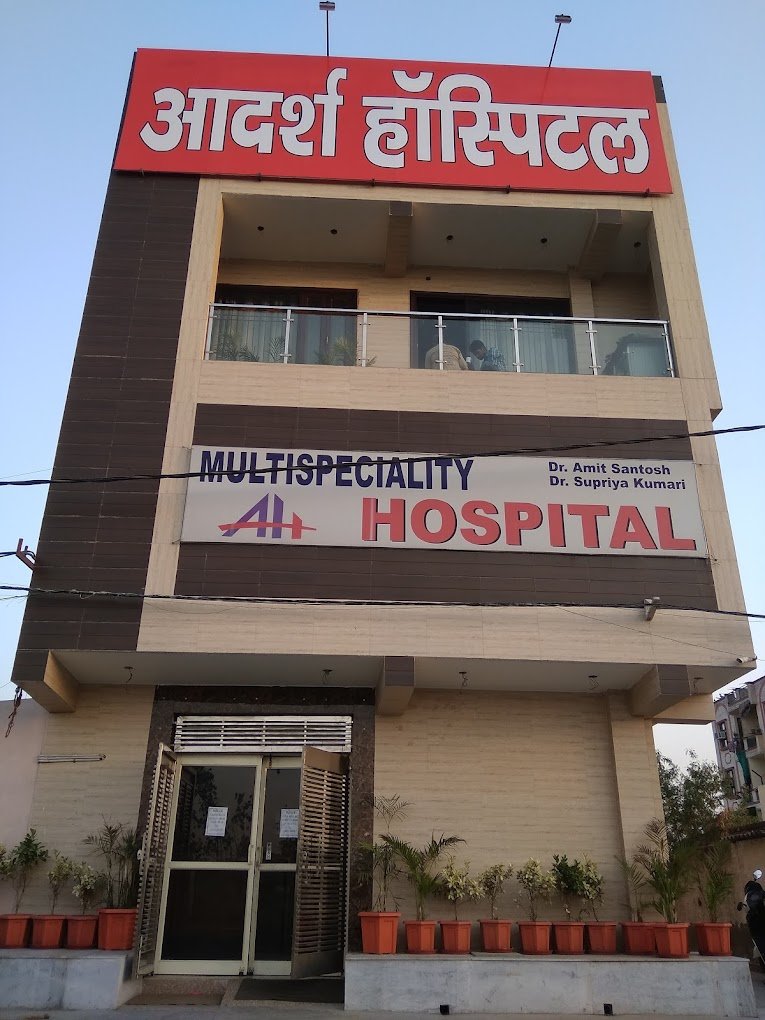 आदर्श हॉस्पिटल
MULTISPECIALITY
Dr. Amit Santosh
Dr. Supriya Kumari
AH
HOSPITAL